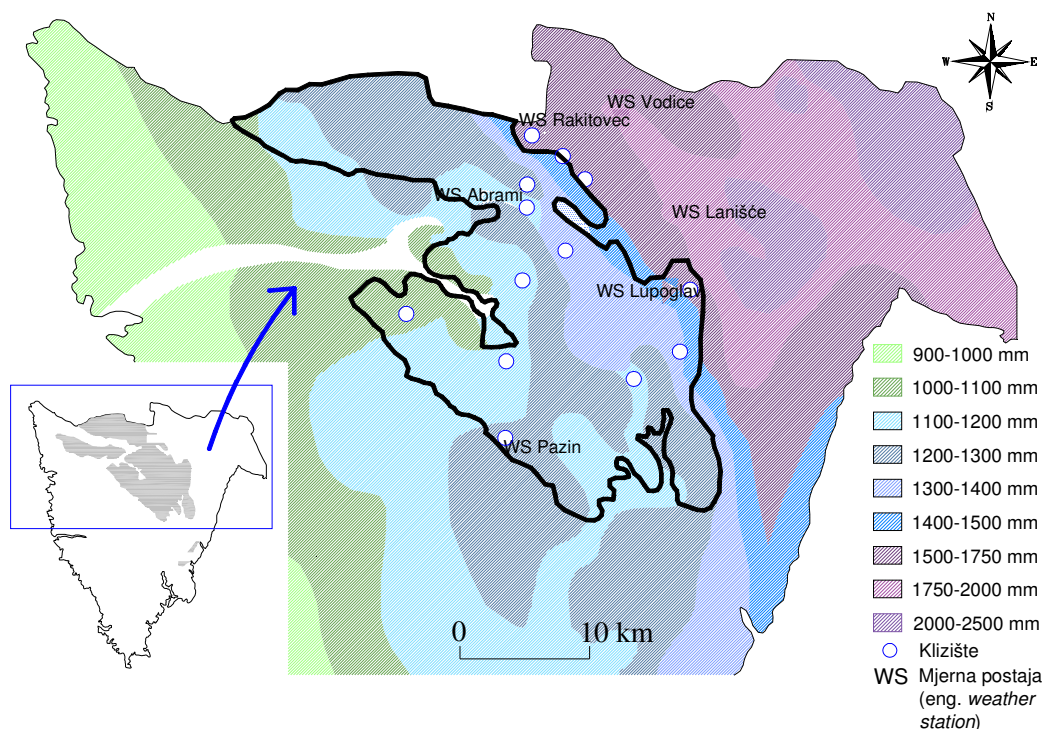 N
W
E
S
WS Vodice
WS Rakitovec
WS Abrami
WS Lanišće
WS Lupoglav
WS Pazin
0
10 km
900-1000 mm
1000-1100 mm
1100-1200 mm
1200-1300 mm
1300-1400 mm
1400-1500 mm
1500-1750 mm
1750-2000 mm
2000-2500 mm
Klizište
WS Mjerna postaja
(eng. weather
station)